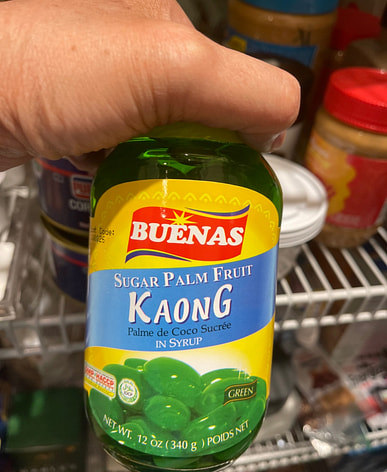 BUENAS
SUGAR PALM FRUIT
KAONG
Palme de Coco Sucrée
IN SYRUP
GREEN
NET WT. 12 OZ (340 g) POIDS NET